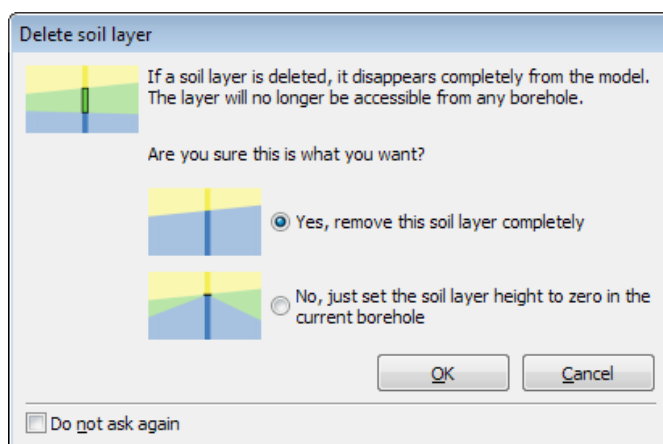 Delete soil layer
If a soil layer is deleted, it disappears completely from the model.
The layer will no longer be accessible from any borehole.
Are you sure this is what you want?
Yes, remove this soil layer completely
No, just set the soil layer height to zero in the
current borehole
OK
Cancel
Do not ask again